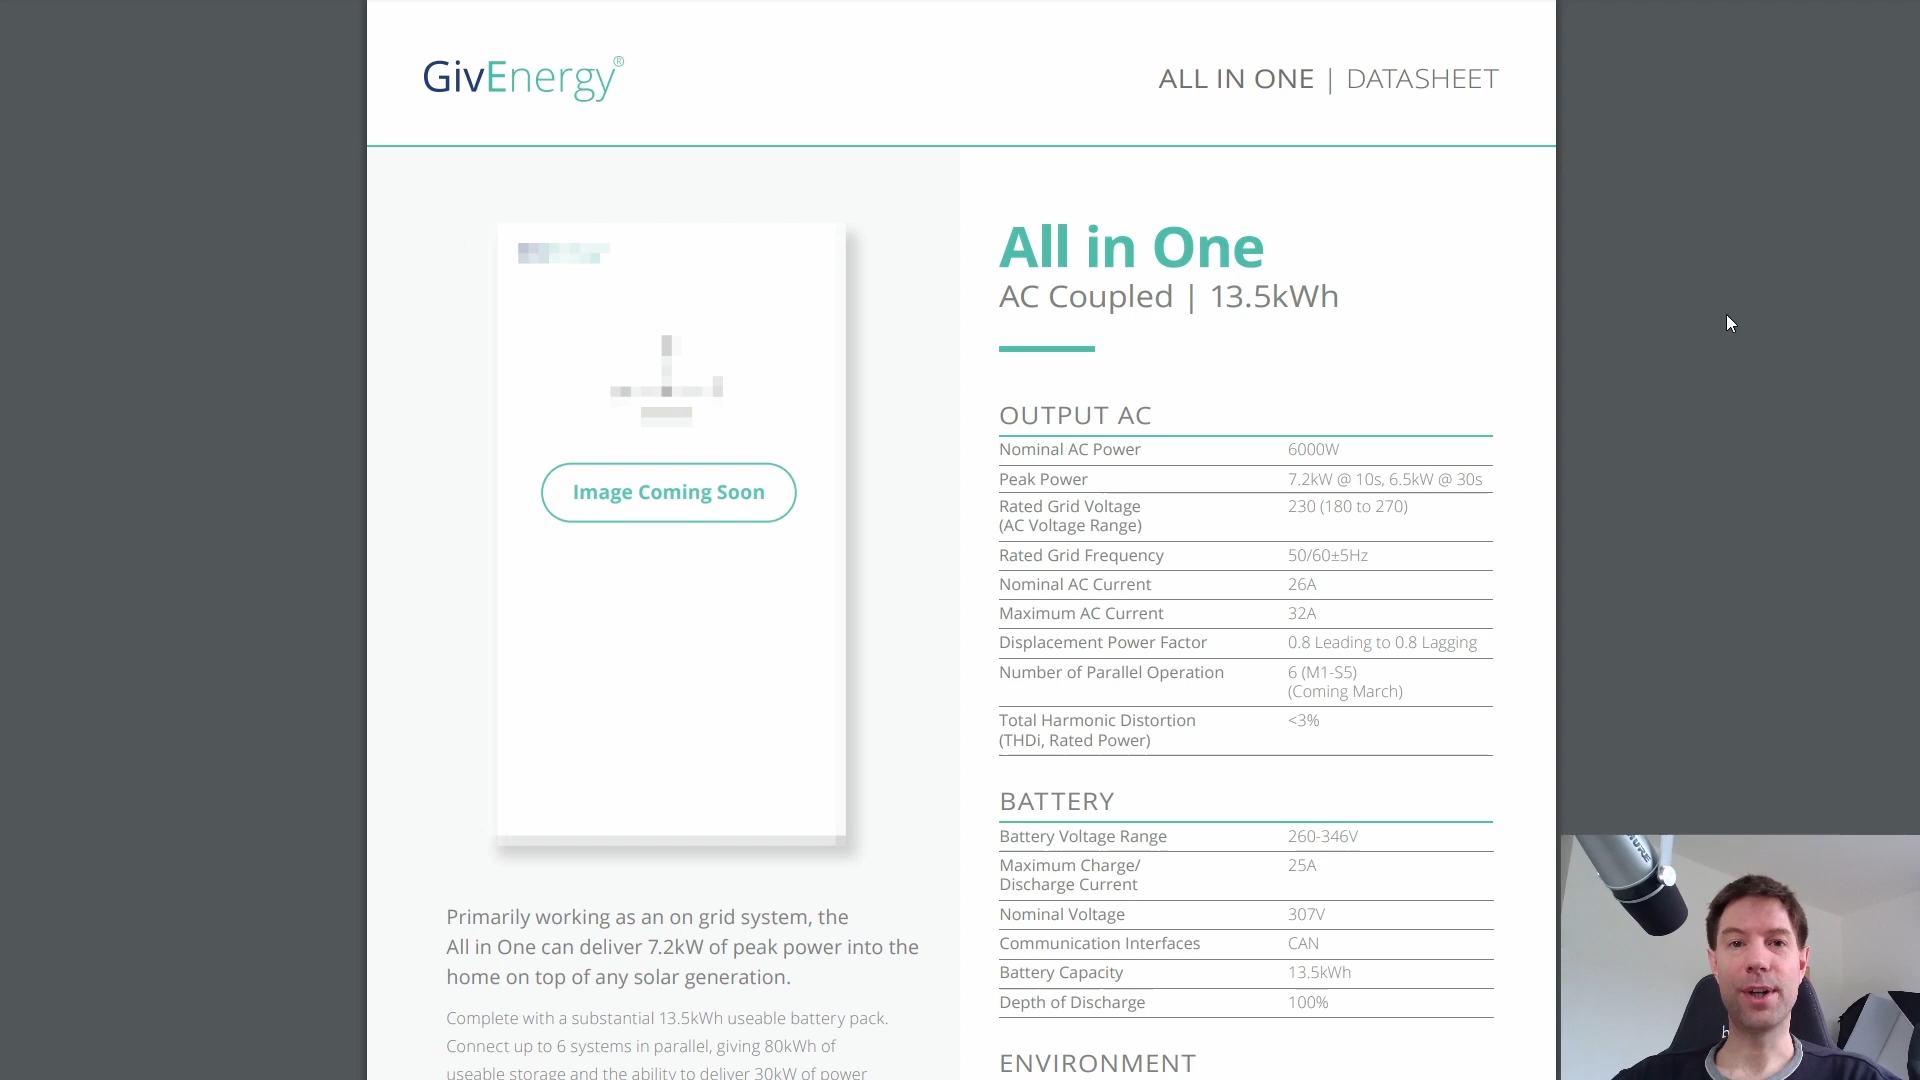 GivEnergy®
ALL IN ONE | DATASHEET
Image Coming Soon
Primarily working as an on grid system, the
All in One can deliver 7.2kW of peak power into the
home on top of any solar generation.
Complete with a substantial 13.5kWh useable battery pack.
Connect up to 6 systems in parallel, giving 80kWh of
useable storage and the ability to deliver 30kW of power
All in One
AC Coupled | 13.5kWh
OUTPUT AC
Nominal AC Power 6000W
Peak Power 7.2kW @ 10s, 6.5kW @ 30s
Rated Grid Voltage 230 (180 to 270)
(AC Voltage Range)
Rated Grid Frequency 50/60±5Hz
Nominal AC Current 26A
Maximum AC Current 32A
Displacement Power Factor 0.8 Leading to 0.8 Lagging
Number of Parallel Operation 6 (M1-S5)
(Coming March)
Total Harmonic Distortion <3%
(THDi, Rated Power)
BATTERY
Battery Voltage Range 260-346V
Maximum Charge/ 25A
Discharge Current
Nominal Voltage 307V
Communication Interfaces CAN
Battery Capacity 13.5kWh
Depth of Discharge 100%
ENVIRONMENT